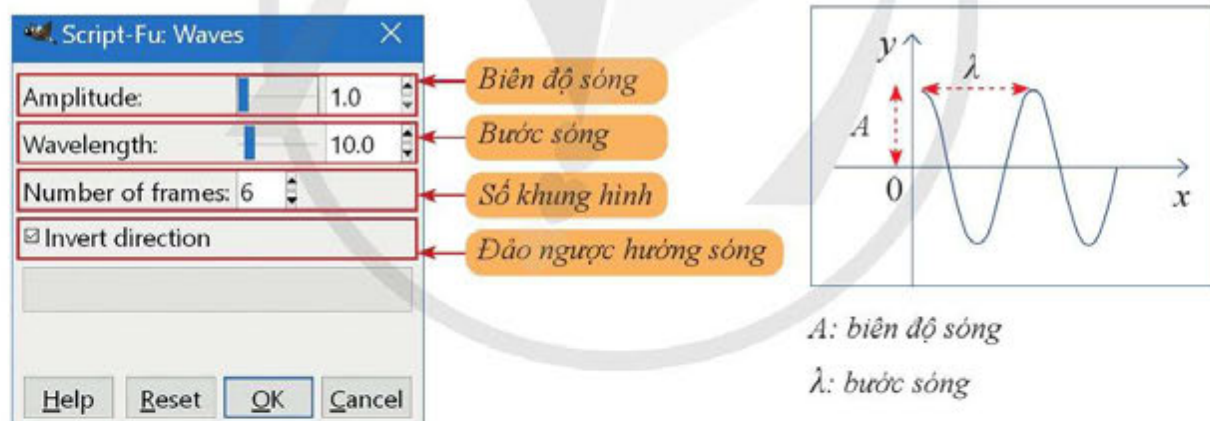 Script-Fu: Waves
Amplitude: 1.0
Biên độ sóng
Wavelength: 10.0
Bước sóng
Number of frames: 6
Số khung hình
Invert direction
Đảo ngược hướng sóng
Help Reset OK Cancel
y
λ
A
0
x
A: biên độ sóng
λ: bước sóng